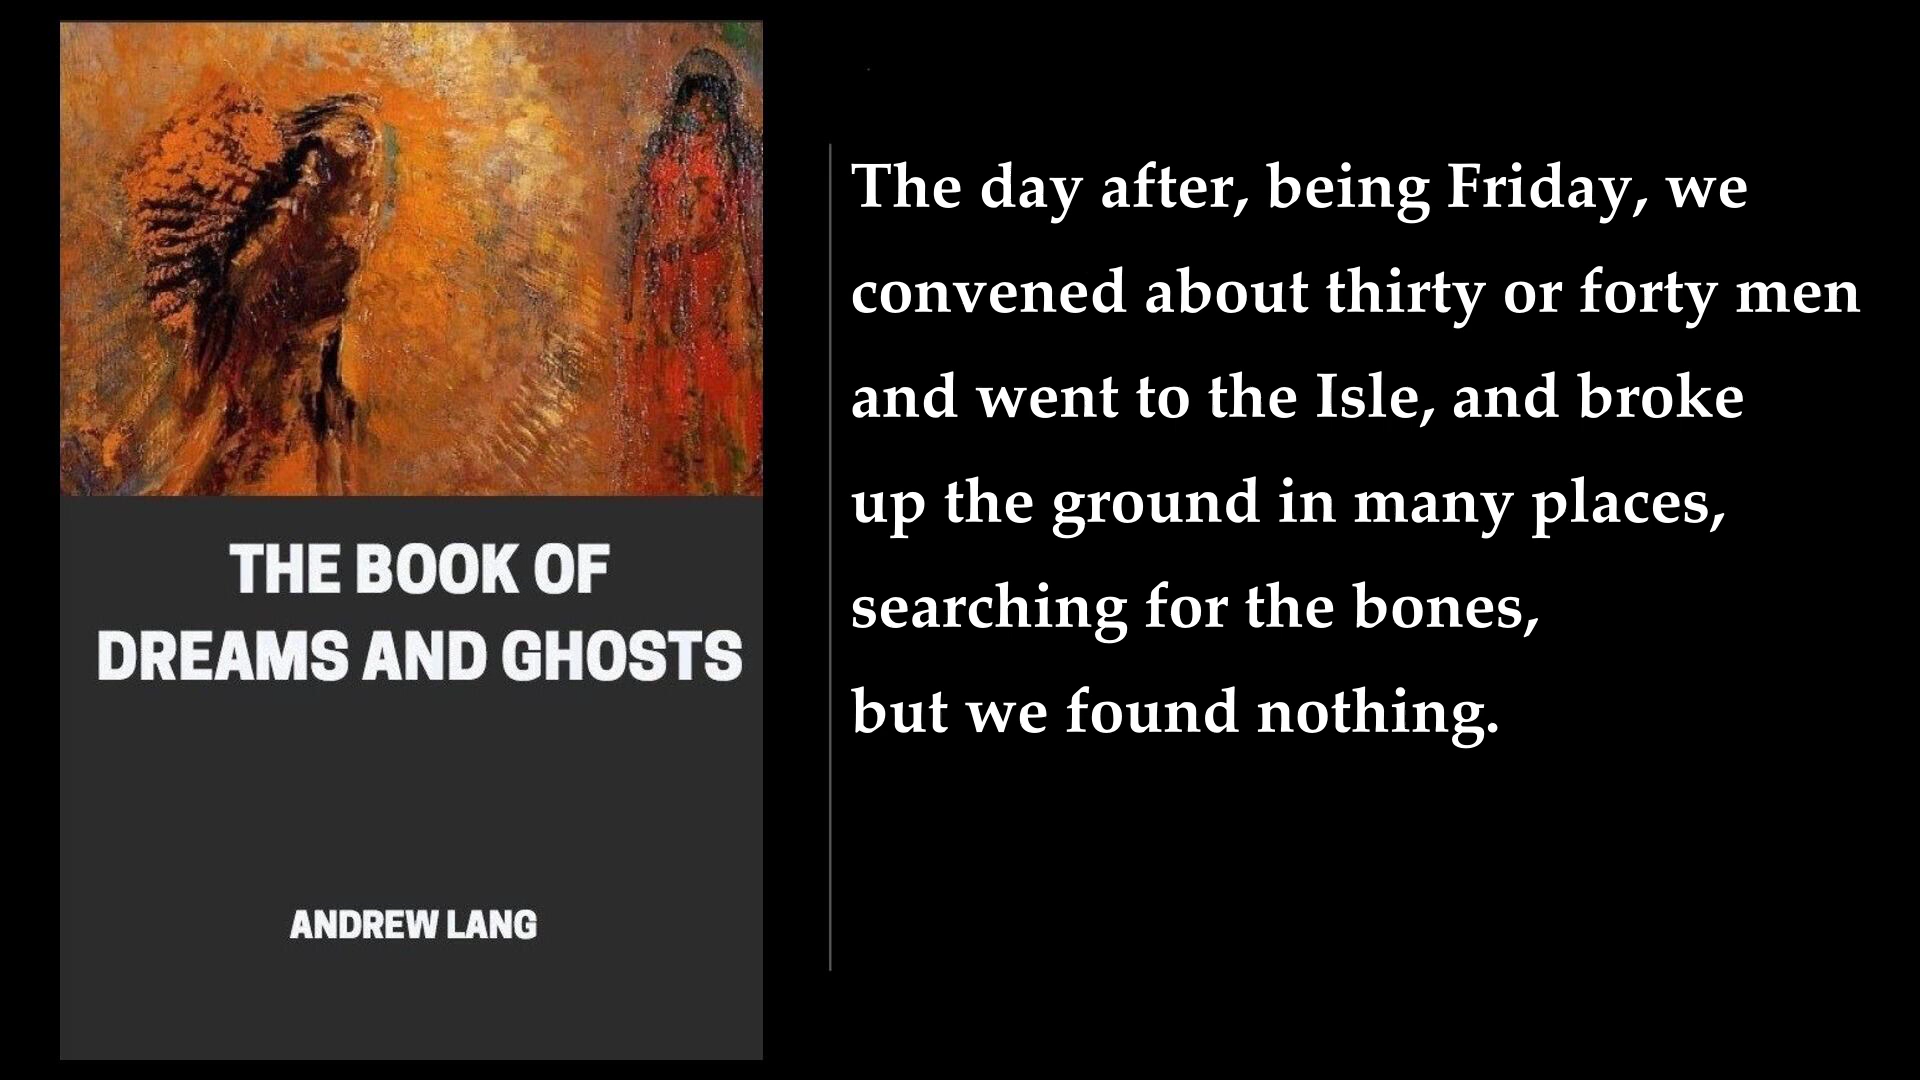 THE BOOK OF
DREAMS AND GHOSTS
ANDREW LANG
The day after, being Friday, we
convened about thirty or forty men
and went to the Isle, and broke
up the ground in many places,
searching for the bones,
but we found nothing.